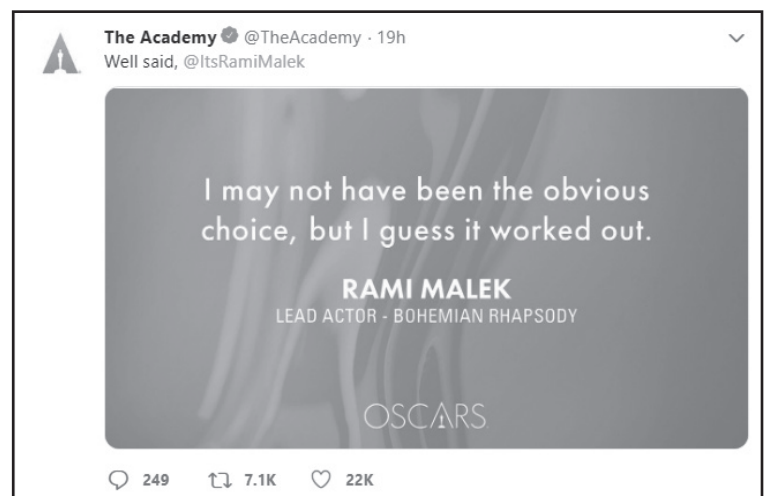 The Academy @TheAcademy · 19h
Well said, @ItsRamiMalek
I may not have been the obvious
choice, but I guess it worked out.
RAMI MALEK
LEAD ACTOR - BOHEMIAN RHAPSODY
OSCARS
249 7.1K 22K